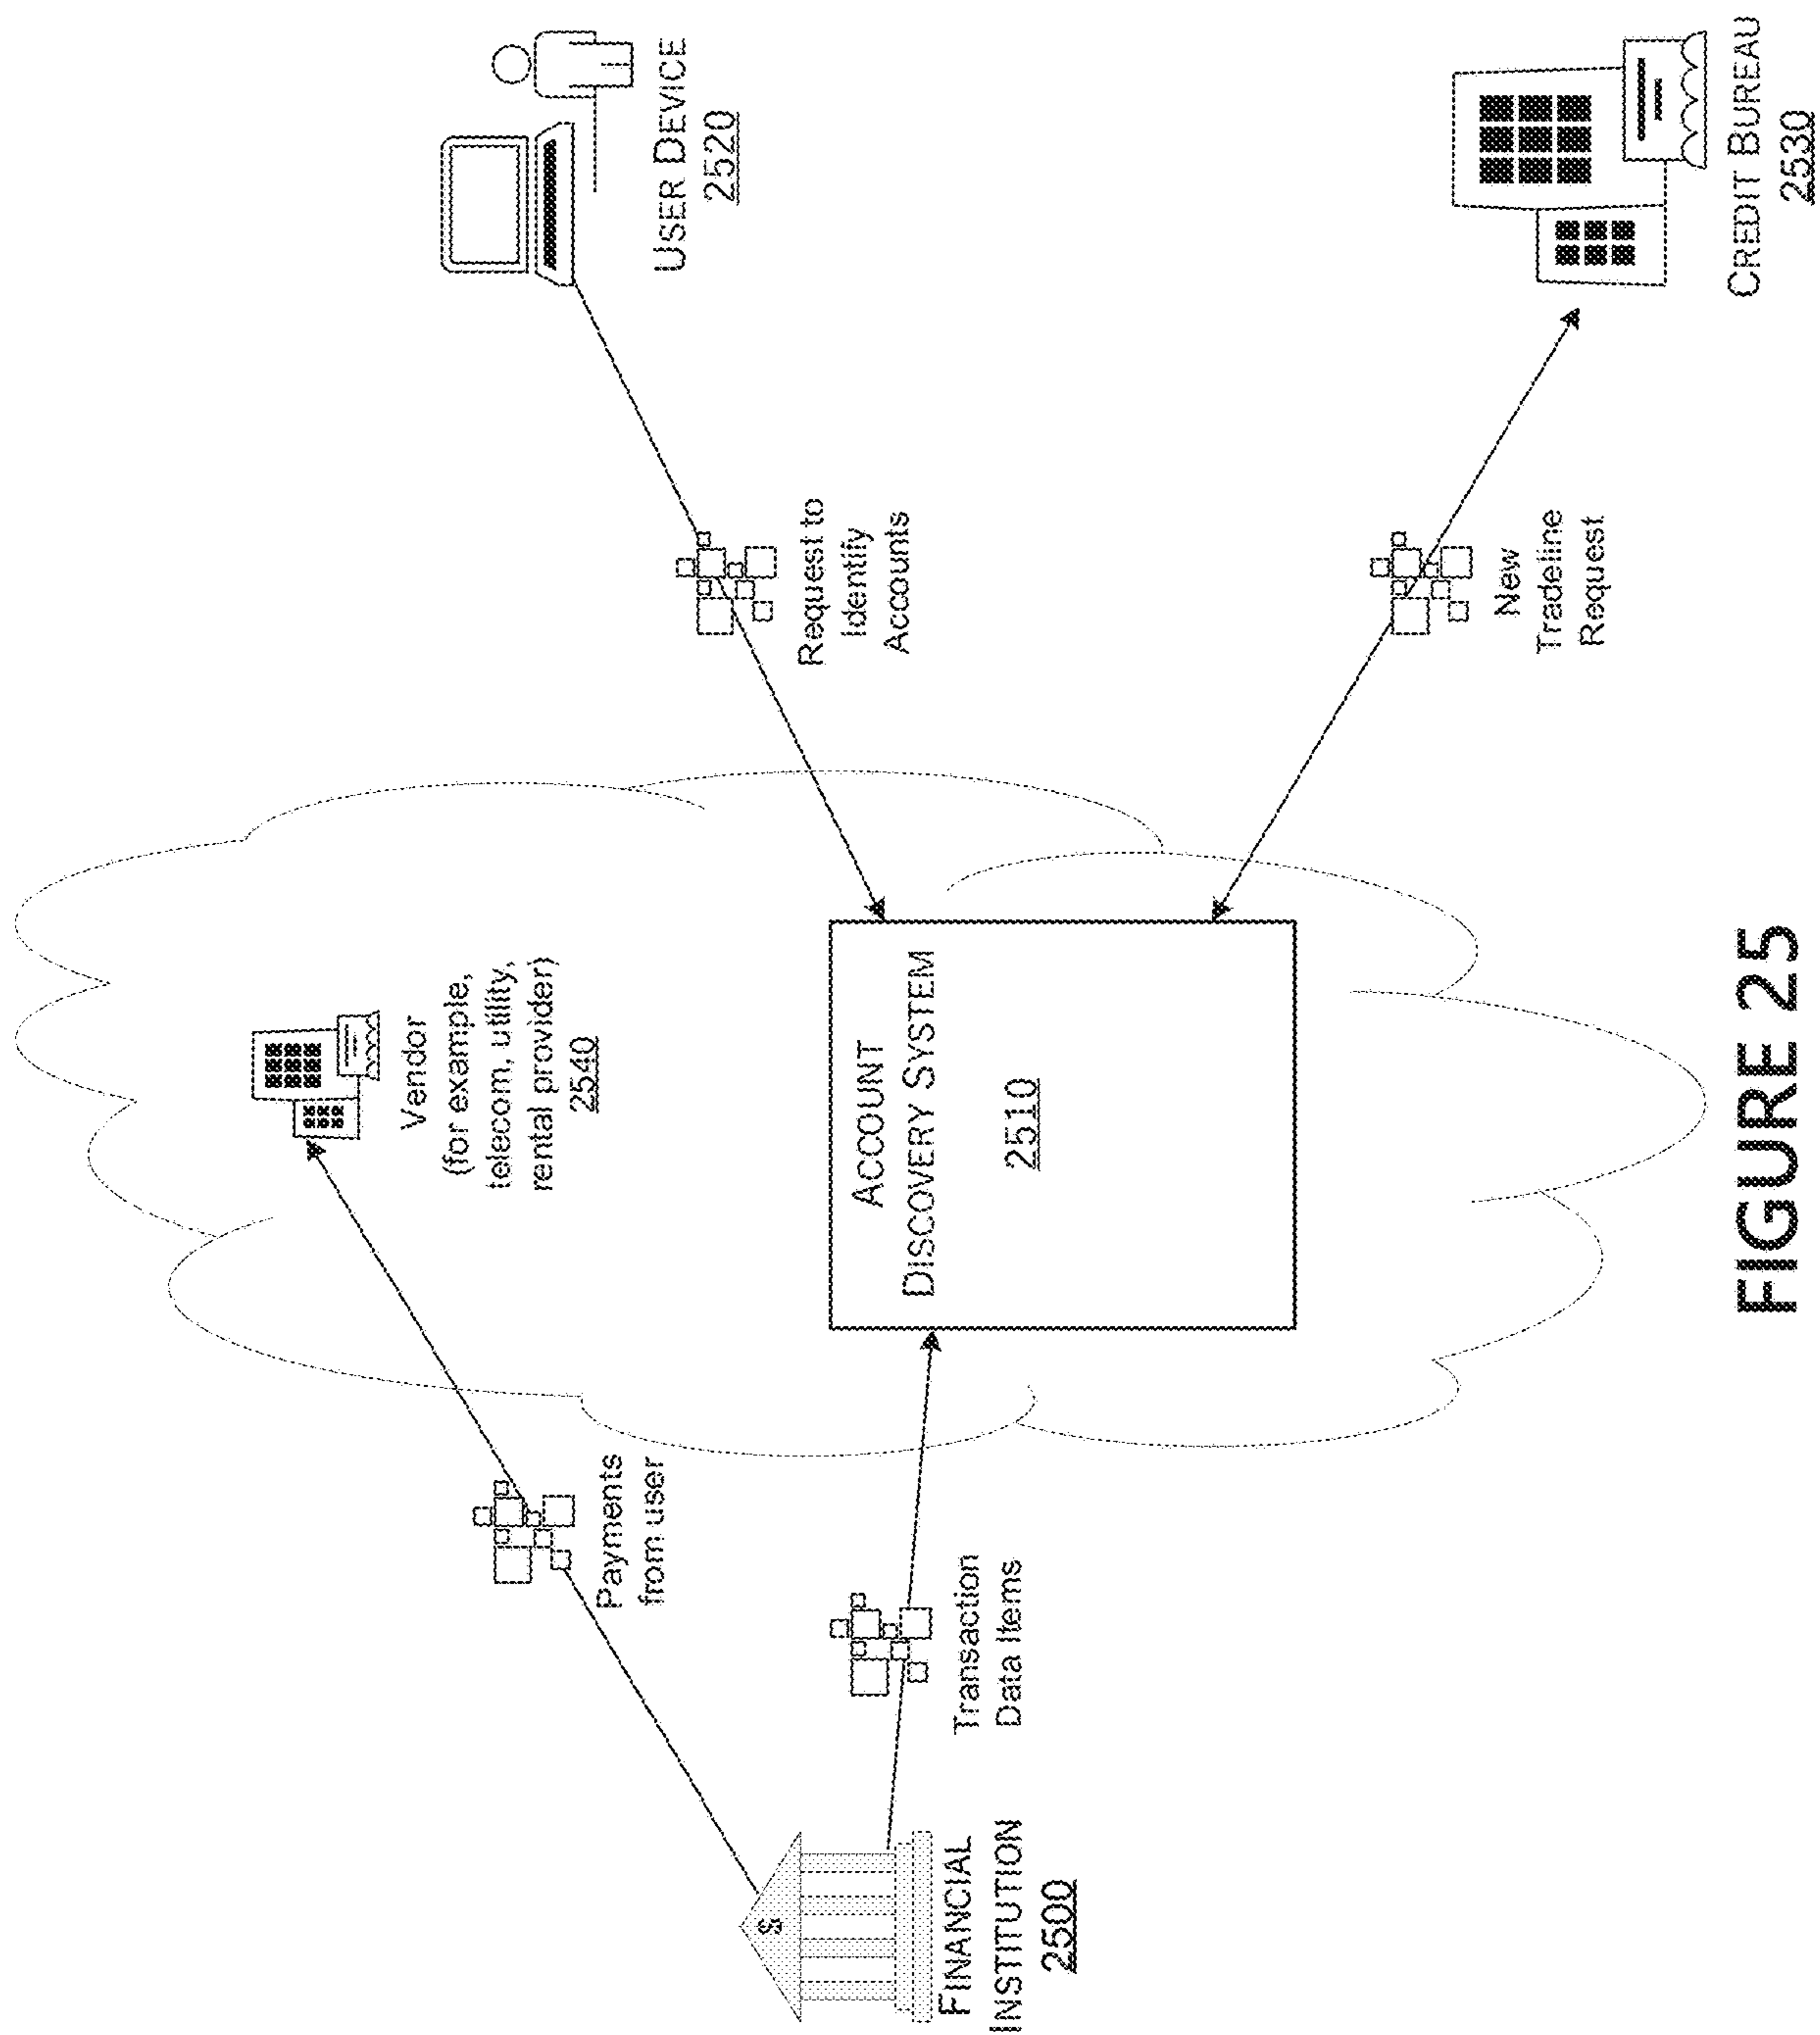 USER DEVICE
2520
Request to
Identify
Accounts
Vendor
(for example,
telecom, utility,
rental provider)
2540
Payments
from user
$
FINANCIAL
INSTITUTION
2500
Transaction
Data Items
ACCOUNT
DISCOVERY SYSTEM
2510
New
Tradeline
Request
CREDIT BUREAU
2530
FIGURE 25